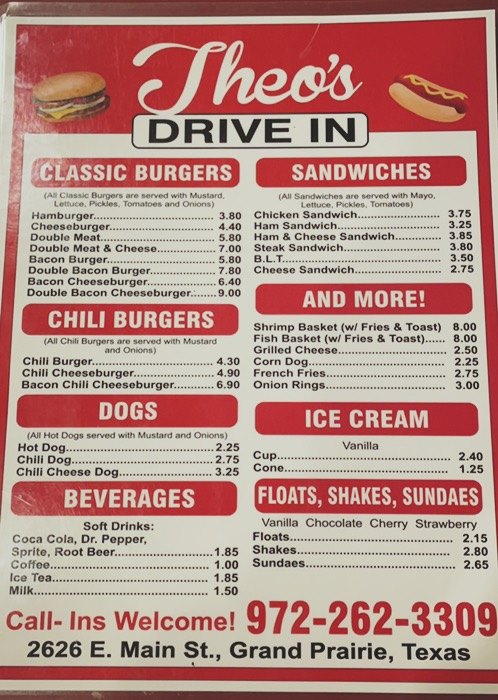 Theo's
DRIVE IN
CLASSIC BURGERS
(All Classic Burgers are served with Mustard,
Lettuce, Pickles, Tomatoes and Onions)
Hamburger..................................3.80
Cheeseburger.............................4.40
Double Meat...............................5.80
Double Meat & Cheese................7.00
Bacon Burger.............................5.80
Double Bacon Burger..................7.80
Bacon Cheeseburger...................6.40
Double Bacon Cheeseburger.......9.00
CHILI BURGERS
(All Chili Burgers are served with Mustard
and Onions)
Chili Burger...............................4.30
Chili Cheeseburger....................4.90
Bacon Chili Cheeseburger..........6.90
DOGS
(All Hot Dogs served with Mustard and Onions)
Hot Dog.....................................2.25
Chili Dog...................................2.75
Chili Cheese Dog.......................3.25
BEVERAGES
Soft Drinks:
Coca Cola, Dr. Pepper,
Sprite, Root Beer.......................1.85
Coffee.......................................1.00
Ice Tea......................................1.85
Milk...........................................1.50
SANDWICHES
(All Sandwiches are served with Mayo,
Lettuce, Pickles, Tomatoes)
Chicken Sandwich.....................3.75
Ham Sandwich...........................3.25
Ham & Cheese Sandwich............3.85
Steak Sandwich.........................3.80
B.L.T.........................................3.50
Cheese Sandwich......................2.75
AND MORE!
Shrimp Basket (w/ Fries & Toast) 8.00
Fish Basket (w/ Fries & Toast)...... 8.00
Grilled Cheese...........................2.50
Corn Dog...................................2.25
French Fries..............................2.75
Onion Rings...............................3.00
ICE CREAM
Vanilla
Cup...........................................2.40
Cone.........................................1.25
FLOATS, SHAKES, SUNDAES
Vanilla Chocolate Cherry Strawberry
Floats........................................2.15
Shakes......................................2.80
Sundaes....................................2.65
Call- Ins Welcome! 972-262-3309
2626 E. Main St., Grand Prairie, Texas